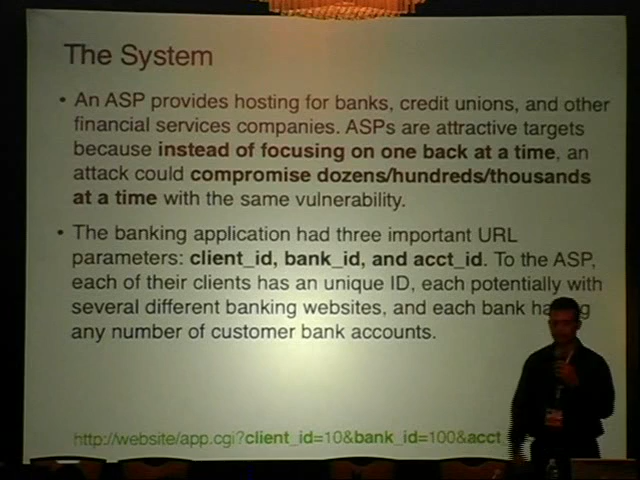 The System
• An ASP provides hosting for banks, credit unions, and other
financial services companies. ASPs are attractive targets
because instead of focusing on one back at a time, an
attack could compromise dozens/hundreds/thousands
at a time with the same vulnerability.
• The banking application had three important URL
parameters: client_id, bank_id, and acct_id. To the ASP,
each of their clients has an unique ID, each potentially with
several different banking websites, and each bank ha g
any number of customer bank accounts.
http://website/app.cgi?client_id=10&bank_id=100&acct